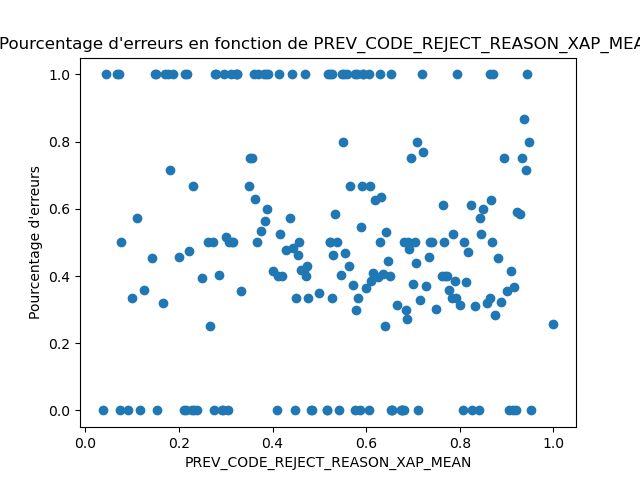 Pourcentage d'erreurs en fonction de PREV_CODE_REJECT_REASON_XAP_MEA
1.0
0.8
0.6
0.4
0.2
0.0
Pourcentage d'erreurs
0.0 0.2 0.4 0.6 0.8 1.0
PREV_CODE_REJECT_REASON_XAP_MEAN